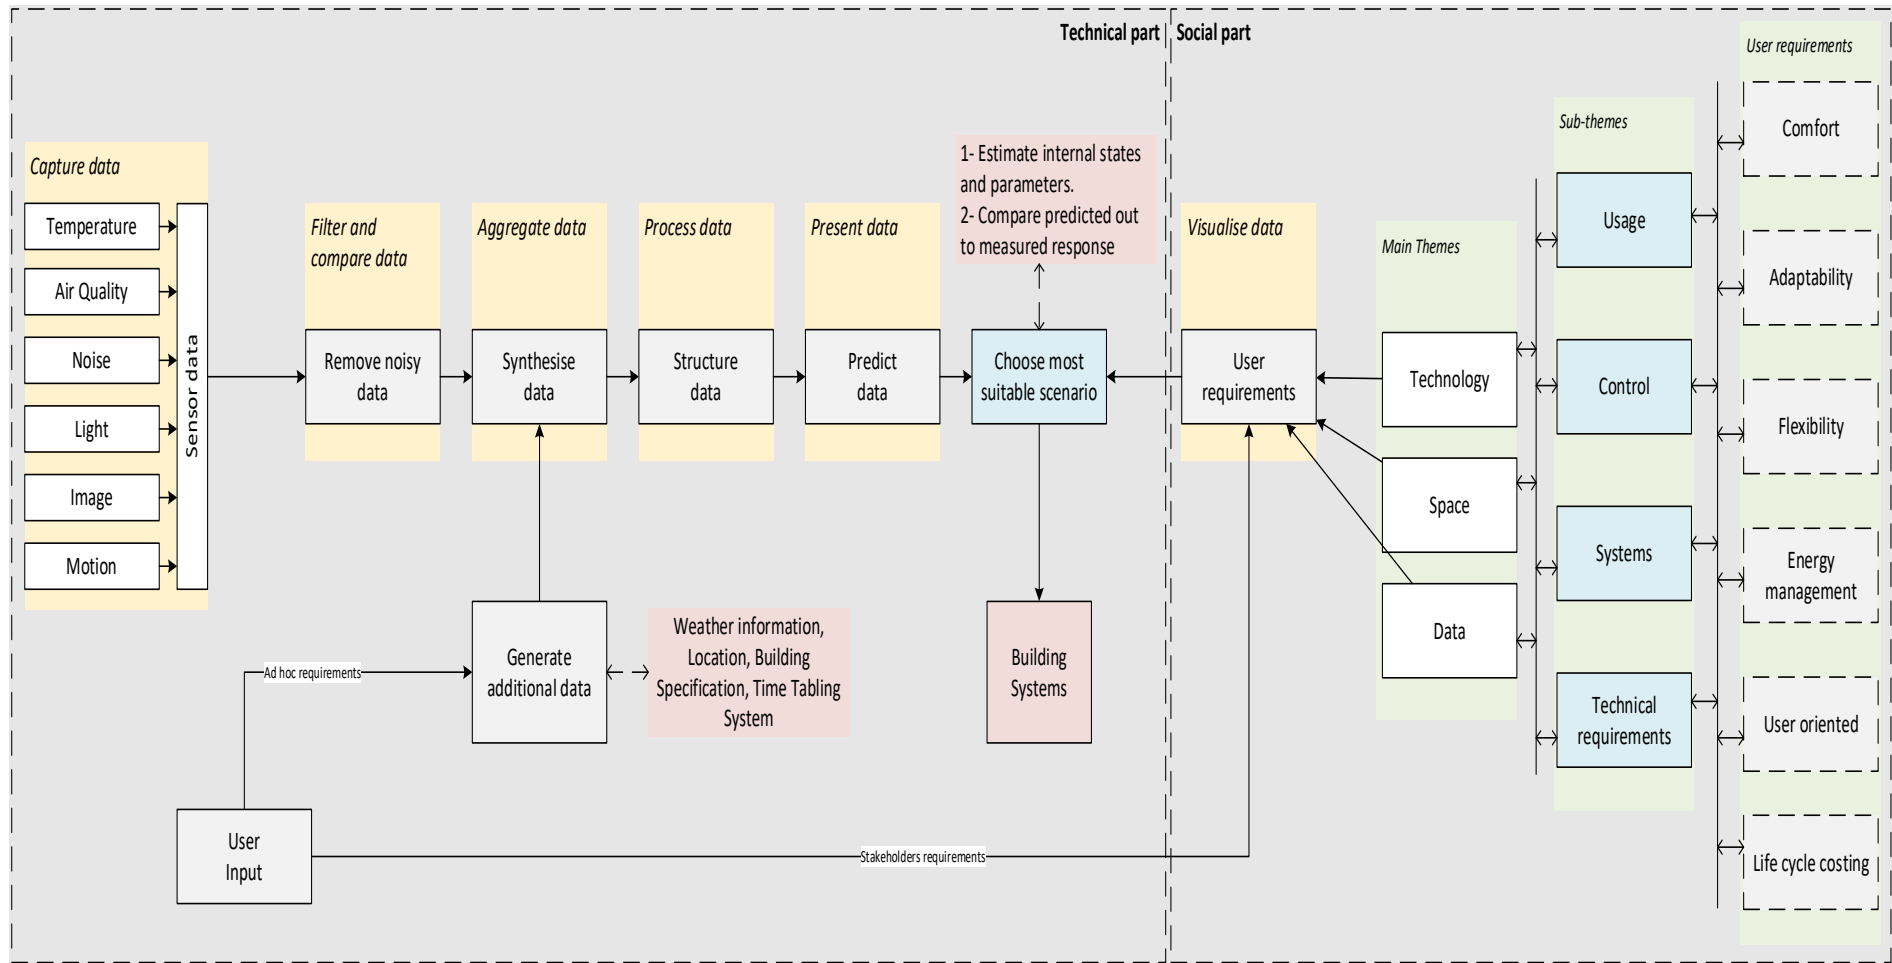 Technical part
Social part
User requirements
Capture data
Temperature
Air Quality
Noise
Light
Image
Motion
Sensor data
Filter and
compare data
Remove noisy
data
Aggregate data
Synthesise
data
Process data
Structure
data
Present data
Predict
data
1- Estimate internal states
and parameters.
2- Compare predicted out
to measured response
Choose most
suitable scenario
Building
Systems
Generate
additional data
Weather information,
Location, Building
Specification, Time Tabling
System
Ad hoc requirements
User
Input
Stakeholders requirements
Visualise data
User
requirements
Main Themes
Technology
Space
Data
Sub-themes
Usage
Control
Systems
Technical
requirements
Comfort
Adaptability
Flexibility
Energy
management
User oriented
Life cycle costing